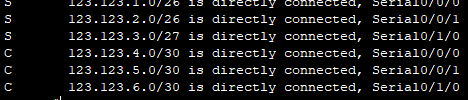 S 123.123.1.0/26 is directly connected, Serial0/0/0
S 123.123.2.0/26 is directly connected, Serial0/0/1
S 123.123.3.0/27 is directly connected, Serial0/1/0
C 123.123.4.0/30 is directly connected, Serial0/0/0
C 123.123.5.0/30 is directly connected, Serial0/0/1
C 123.123.6.0/30 is directly connected, Serial0/1/0